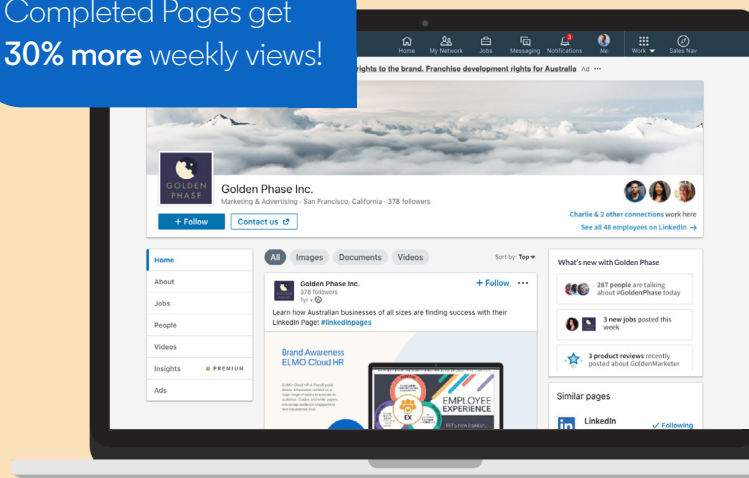 Completed Pages get
30% more weekly views!
Home My Network Jobs Messaging Notifications Me Work Sales Nav
3
rights to the brand. Franchise development rights for Australia Ad ···
GOLDEN
PHASE
Golden Phase Inc.
Marketing & Advertising · San Francisco, California · 378 followers
+ Follow Contact us
Charlie & 2 other connections work here
See all 48 employees on LinkedIn →
Home
About
Jobs
People
Videos
Insights PREMIUM
Ads
All Images Documents Videos Sort by: Top
Golden Phase Inc.
378 followers
1yr •
+ Follow ···
Learn how Australian businesses of all sizes are finding success with their
LinkedIn Page! #linkedinpages
Brand Awareness
ELMO Cloud HR
EMPLOYEE
EXPERIENCE
EX
What's new with Golden Phase
287 people are talking
about #GoldenPhase today
3 new jobs posted this
week
3 product reviews recently
posted about GoldenMarketer
Similar pages
in
LinkedIn
✓ Following